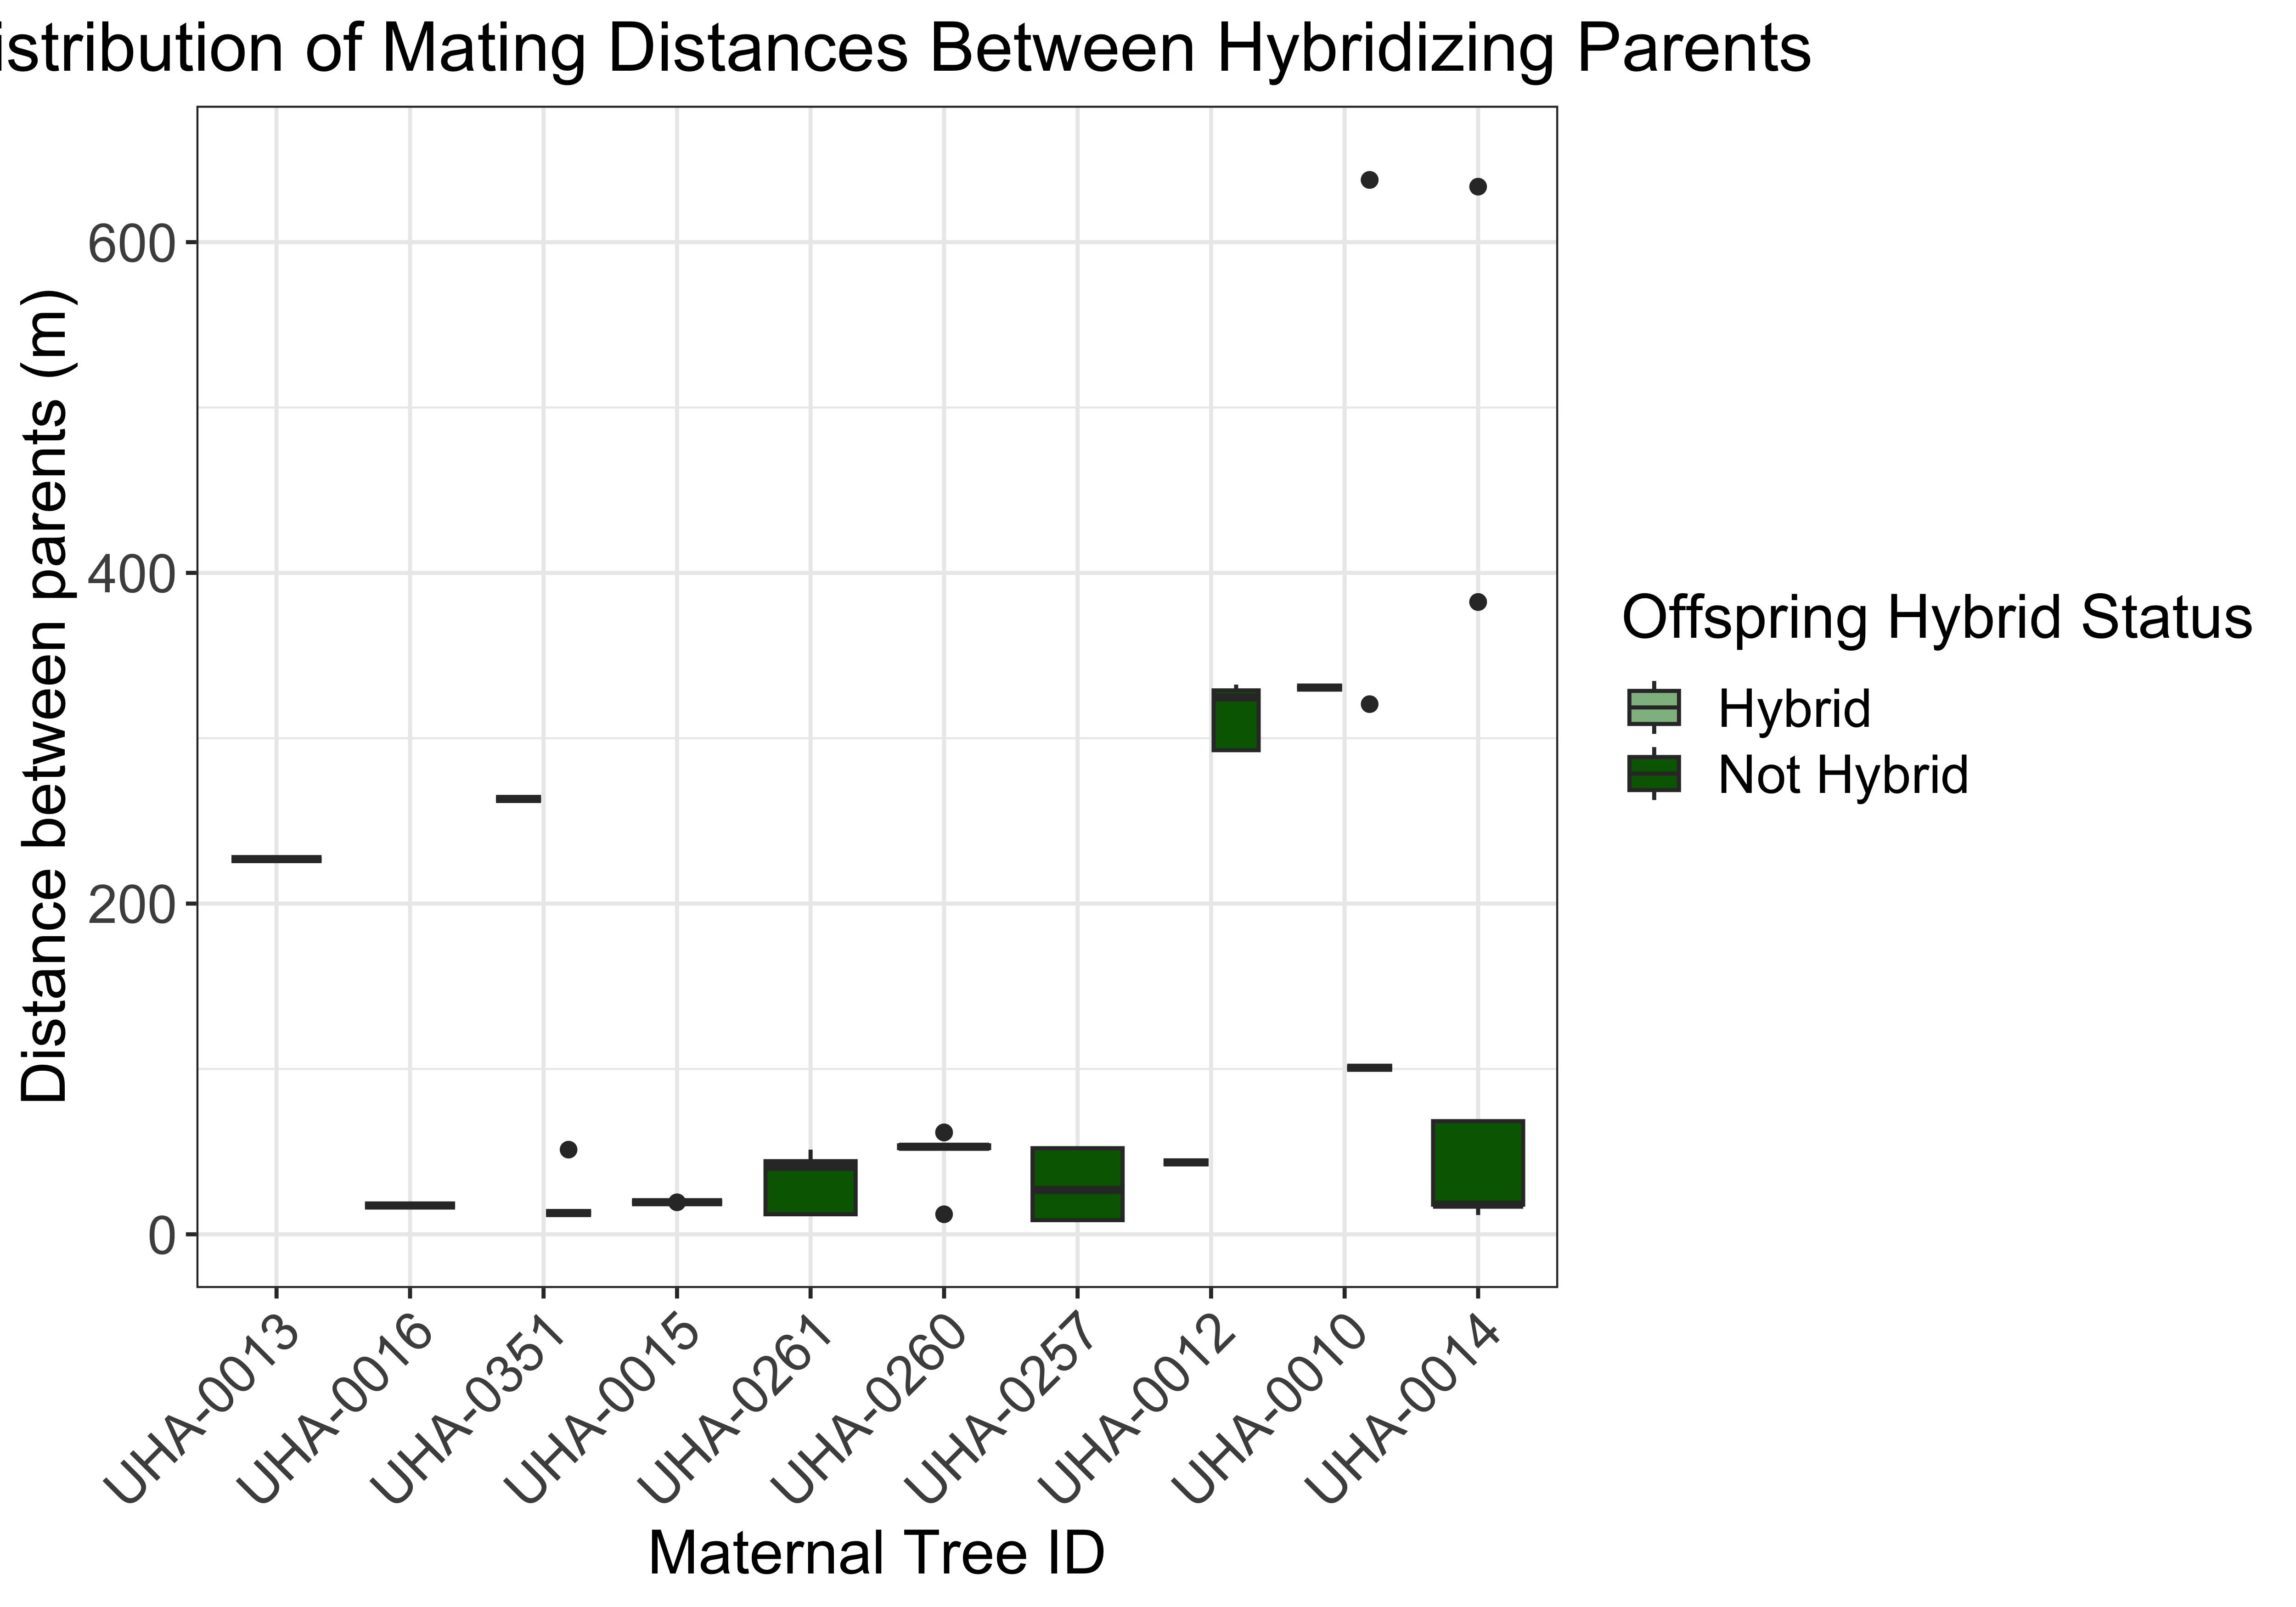 istribution of Mating Distances Between Hybridizing Parents
Distance between parents (m)
600
400
200
0
UHA-0013
UHA-0016
UHA-0351
UHA-0015
UHA-0261
UHA-0260
UHA-0257
UHA-0012
UHA-0010
UHA-0014
Maternal Tree ID
Offspring Hybrid Status
Hybrid
Not Hybrid